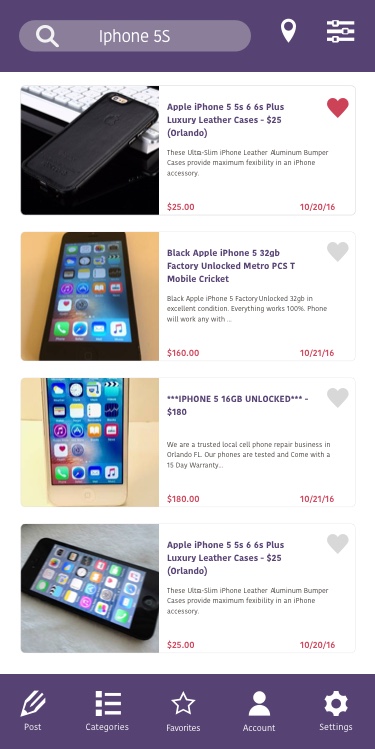 Iphone 5S
Apple iPhone 5 5s 6 6s Plus
Luxury Leather Cases - $25
(Orlando)
These Ultra-Slim iPhone Leather Aluminum Bumper
Cases provide maximum fexibility in an iPhone
accessory.
$25.00 10/20/16
Black Apple iPhone 5 32gb
Factory Unlocked Metro PCS T
Mobile Cricket
Black Apple iPhone 5 Factory Unlocked 32gb in
excellent condition. Everything works 100%. Phone
will work any with ...
$160.00 10/21/16
***IPHONE 5 16GB UNLOCKED*** -
$180
We are a trusted local cell phone repair business in
Orlando FL. Our phones are tested and Come with a
15 Day Warranty...
$180.00 10/21/16
Apple iPhone 5 5s 6 6s Plus
Luxury Leather Cases - $25
(Orlando)
These Ultra-Slim iPhone Leather Aluminum Bumper
Cases provide maximum fexibility in an iPhone
accessory.
$25.00 10/20/16
Post Categories Favorites Account Settings